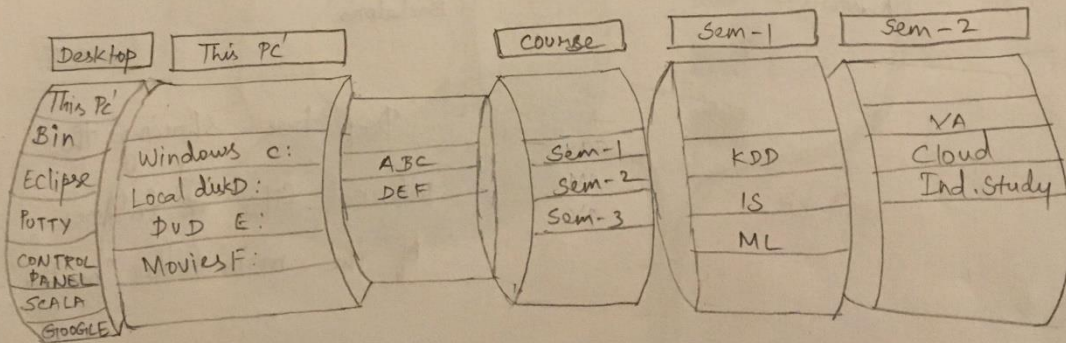 Desktop
This PC
course
Sem-1
Sem-2
This Pc
Bin
Eclipse
PUTTY
CONTROL
PANEL
SCALA
GOOGLE
Windows C:
Local diskD:
DVD E:
Movies F:
ABC
DEF
Sem-1
Sem-2
Sem-3
KDD
IS
ML
VA
Cloud
Ind. Study